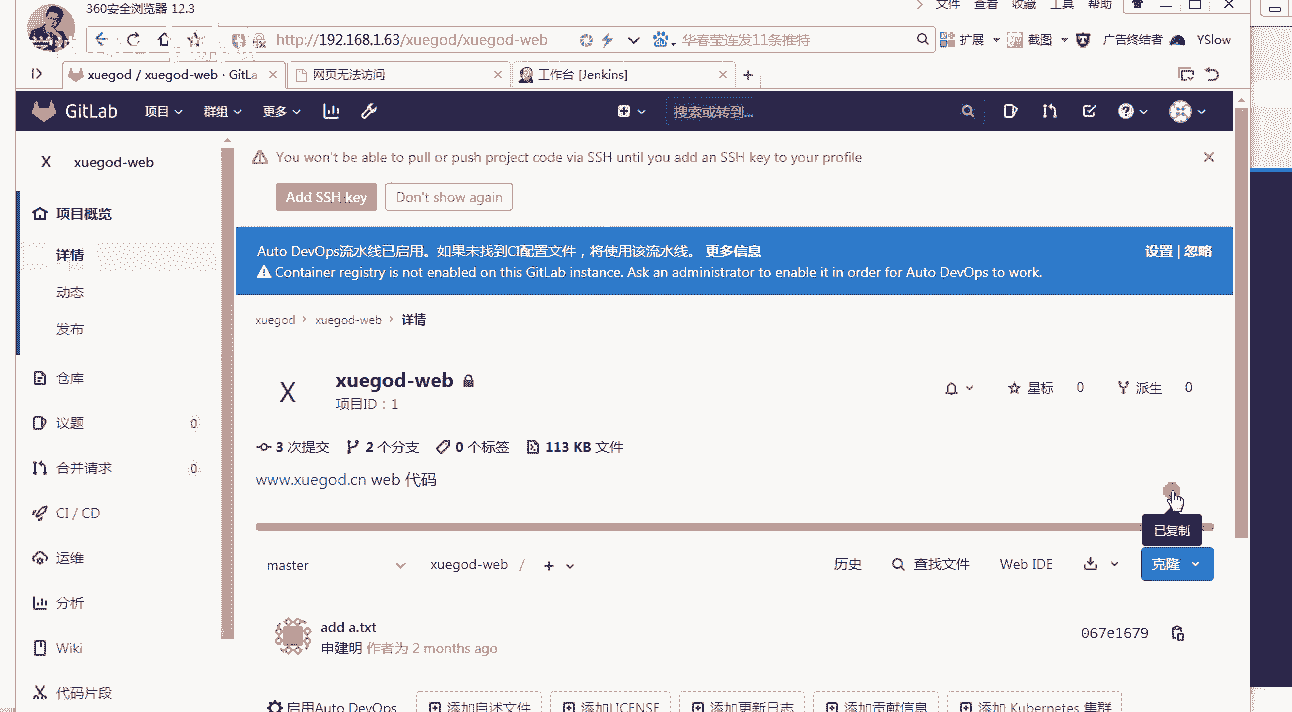 360安全浏览器 12.3
文件 查看 收藏 工具 帮助
http://192.168.1.63/xuegod/xuegod-web
华春莹连发11条推特
扩展 截图 广告终结者 YSlow
xuegod / xuegod-web · GitLa
网页无法访问
工作台 [Jenkins]
GitLab 项目 群组 更多 搜索或转到...
X xuegod-web
项目概览
详情
动态
发布
仓库
议题 0
合并请求 0
CI / CD
运维
分析
Wiki
代码片段
You won't be able to pull or push project code via SSH until you add an SSH key to your profile
Add SSH key Don't show again
Auto DevOps流水线已启用。如果未找到CI配置文件，将使用该流水线。 更多信息 设置 | 忽略
Container registry is not enabled on this GitLab instance. Ask an administrator to enable it in order for Auto DevOps to work.
xuegod › xuegod-web › 详情
X
xuegod-web
项目ID：1
星标 0 派生 0
3 次提交 2 个分支 0 个标签 113 KB 文件
www.xuegod.cn web 代码
已复制
master xuegod-web / + 历史 查找文件 Web IDE 克隆
add a.txt
申建明 作者为 2 months ago
067e1679
启用Auto DevOps 添加自述文件 添加LICENSE 添加更新日志 添加贡献信息 添加 Kubernetes 集群